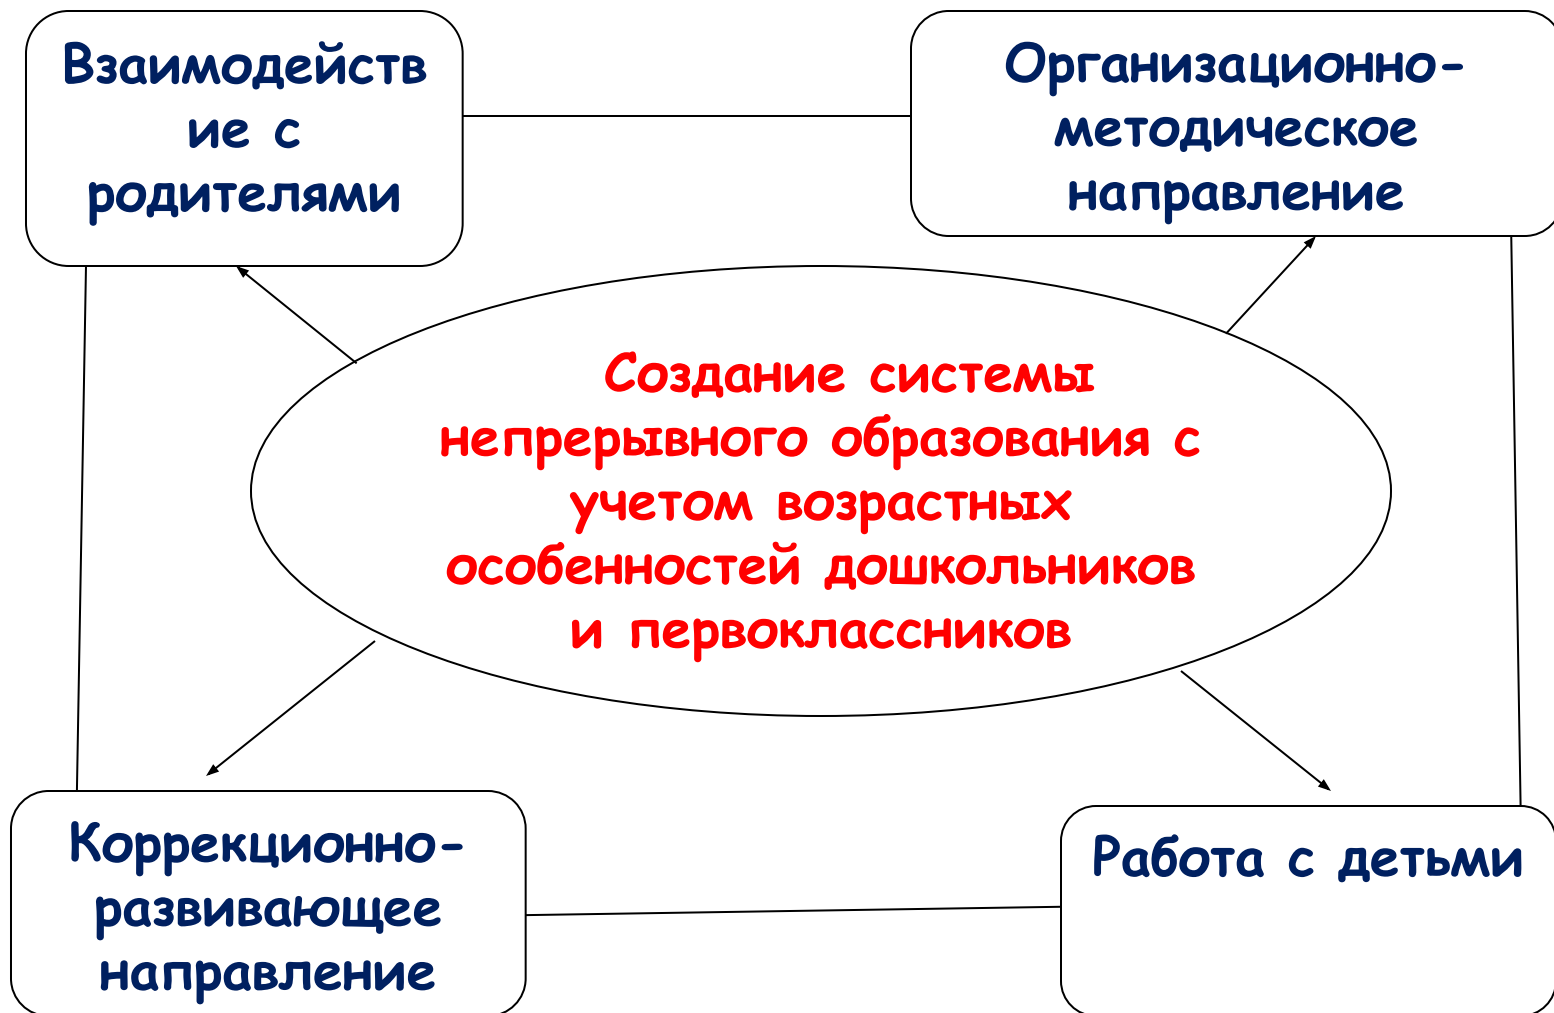 Взаимодейств
ие с
родителями
Организационно-
методическое
направление
Создание системы
непрерывного образования с
учетом возрастных
особенностей дошкольников
и первоклассников
Коррекционно-
развивающее
направление
Работа с детьми